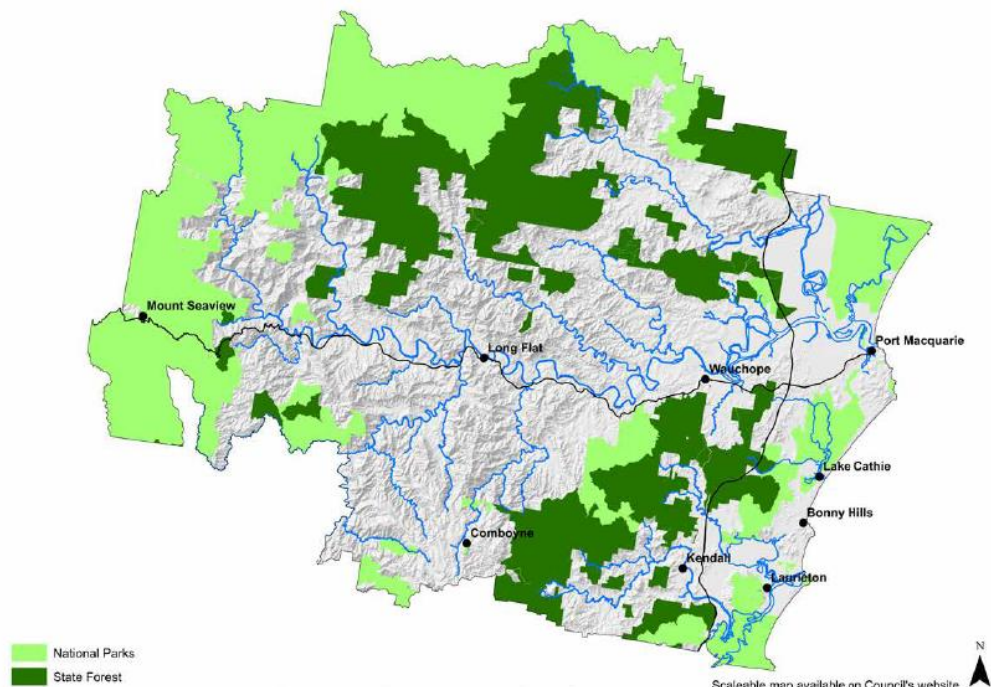 Mount Seaview
Long Flat
Port Macquarie
Wauchope
Lake Cathie
Bonny Hills
Comboyne
Kendall
Laurieton
N
National Parks
State Forest
Scaleable map available on Council's website